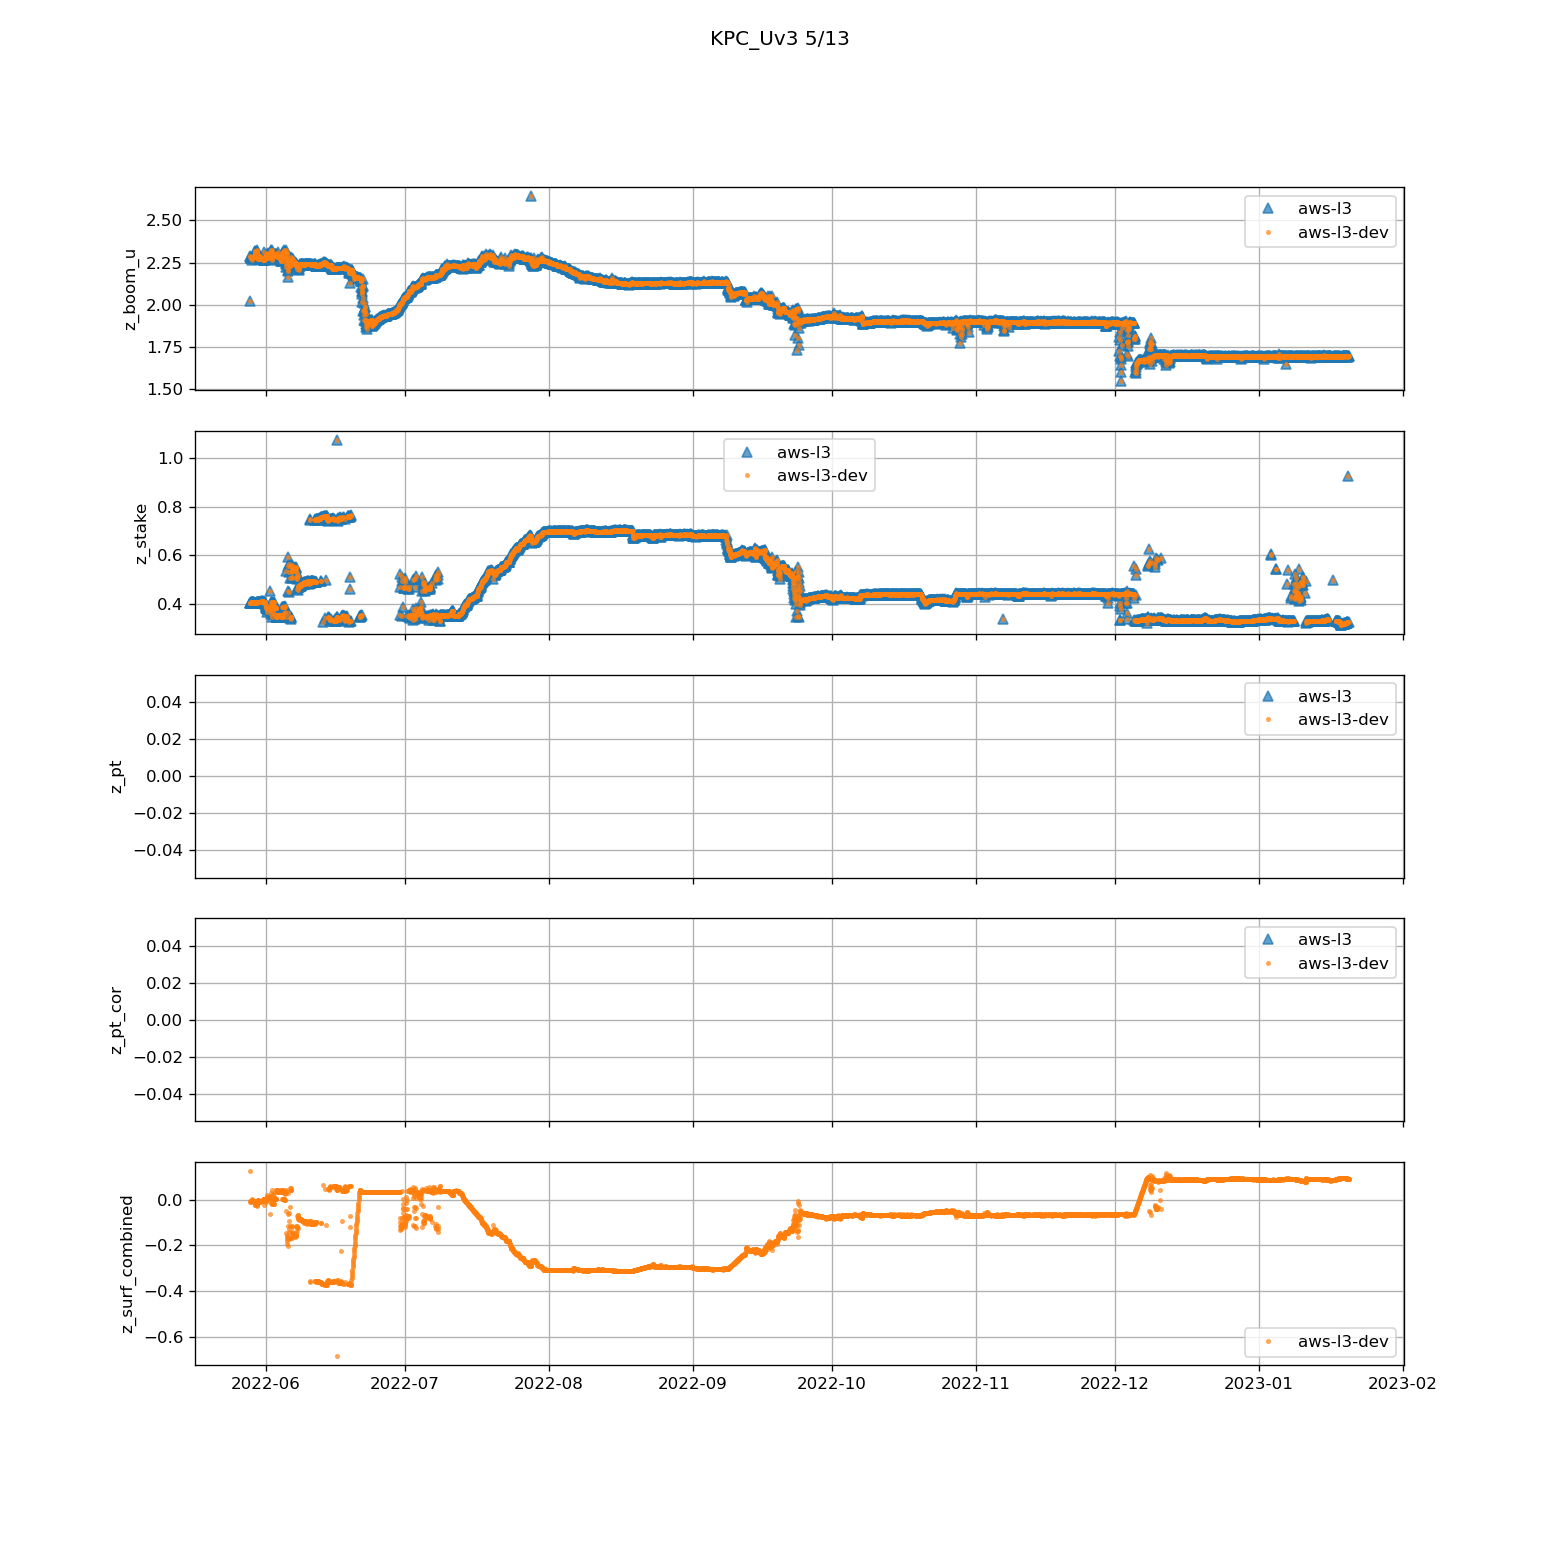 KPC_Uv3 5/13
z_boom_u
2.50
2.25
2.00
1.75
1.50
aws-l3
aws-l3-dev
z_stake
1.0
0.8
0.6
0.4
aws-l3
aws-l3-dev
z_pt
0.04
0.02
0.00
−0.02
−0.04
aws-l3
aws-l3-dev
z_pt_cor
0.04
0.02
0.00
−0.02
−0.04
aws-l3
aws-l3-dev
z_surf_combined
0.0
−0.2
−0.4
−0.6
aws-l3-dev
2022-06 2022-07 2022-08 2022-09 2022-10 2022-11 2022-12 2023-01 2023-02